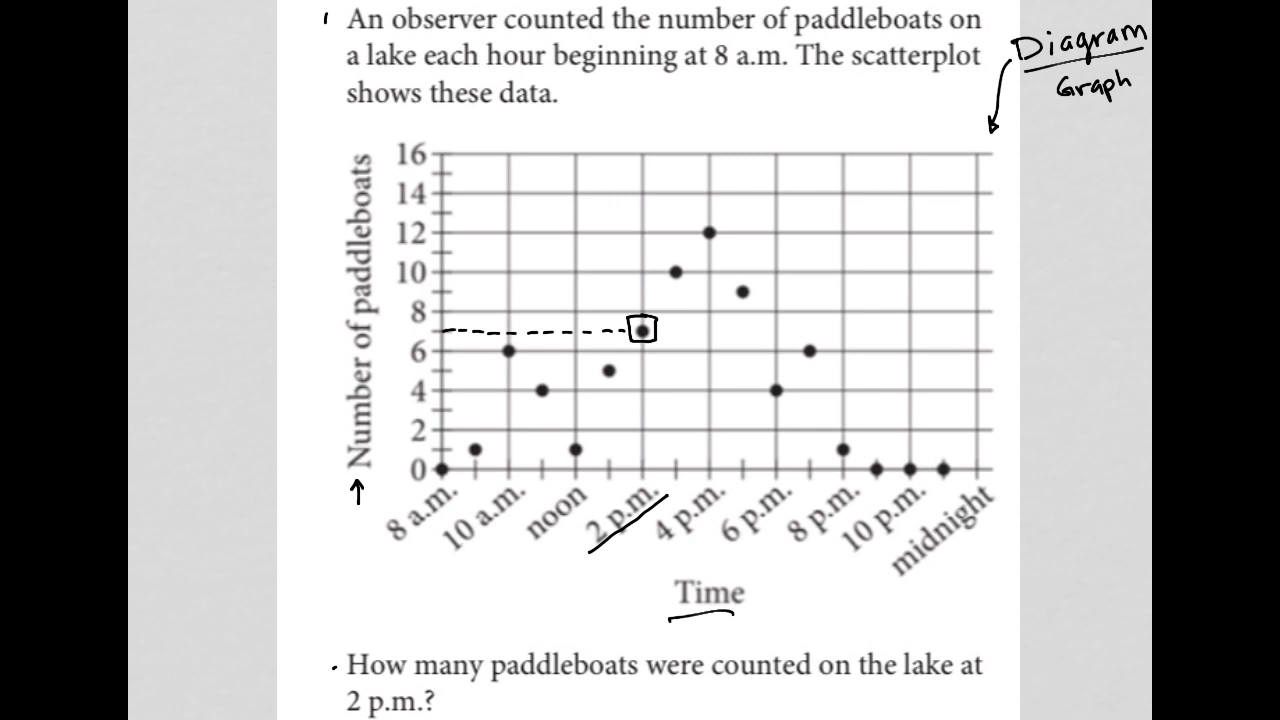 An observer counted the number of paddleboats on
a lake each hour beginning at 8 a.m. The scatterplot
shows these data.
Diagram
Graph
Number of paddleboats
16
14
12
10
8
6
4
2
0
8 a.m.
10 a.m.
noon
2 p.m.
4 p.m.
6 p.m.
8 p.m.
10 p.m.
midnight
Time
How many paddleboats were counted on the lake at
2 p.m.?